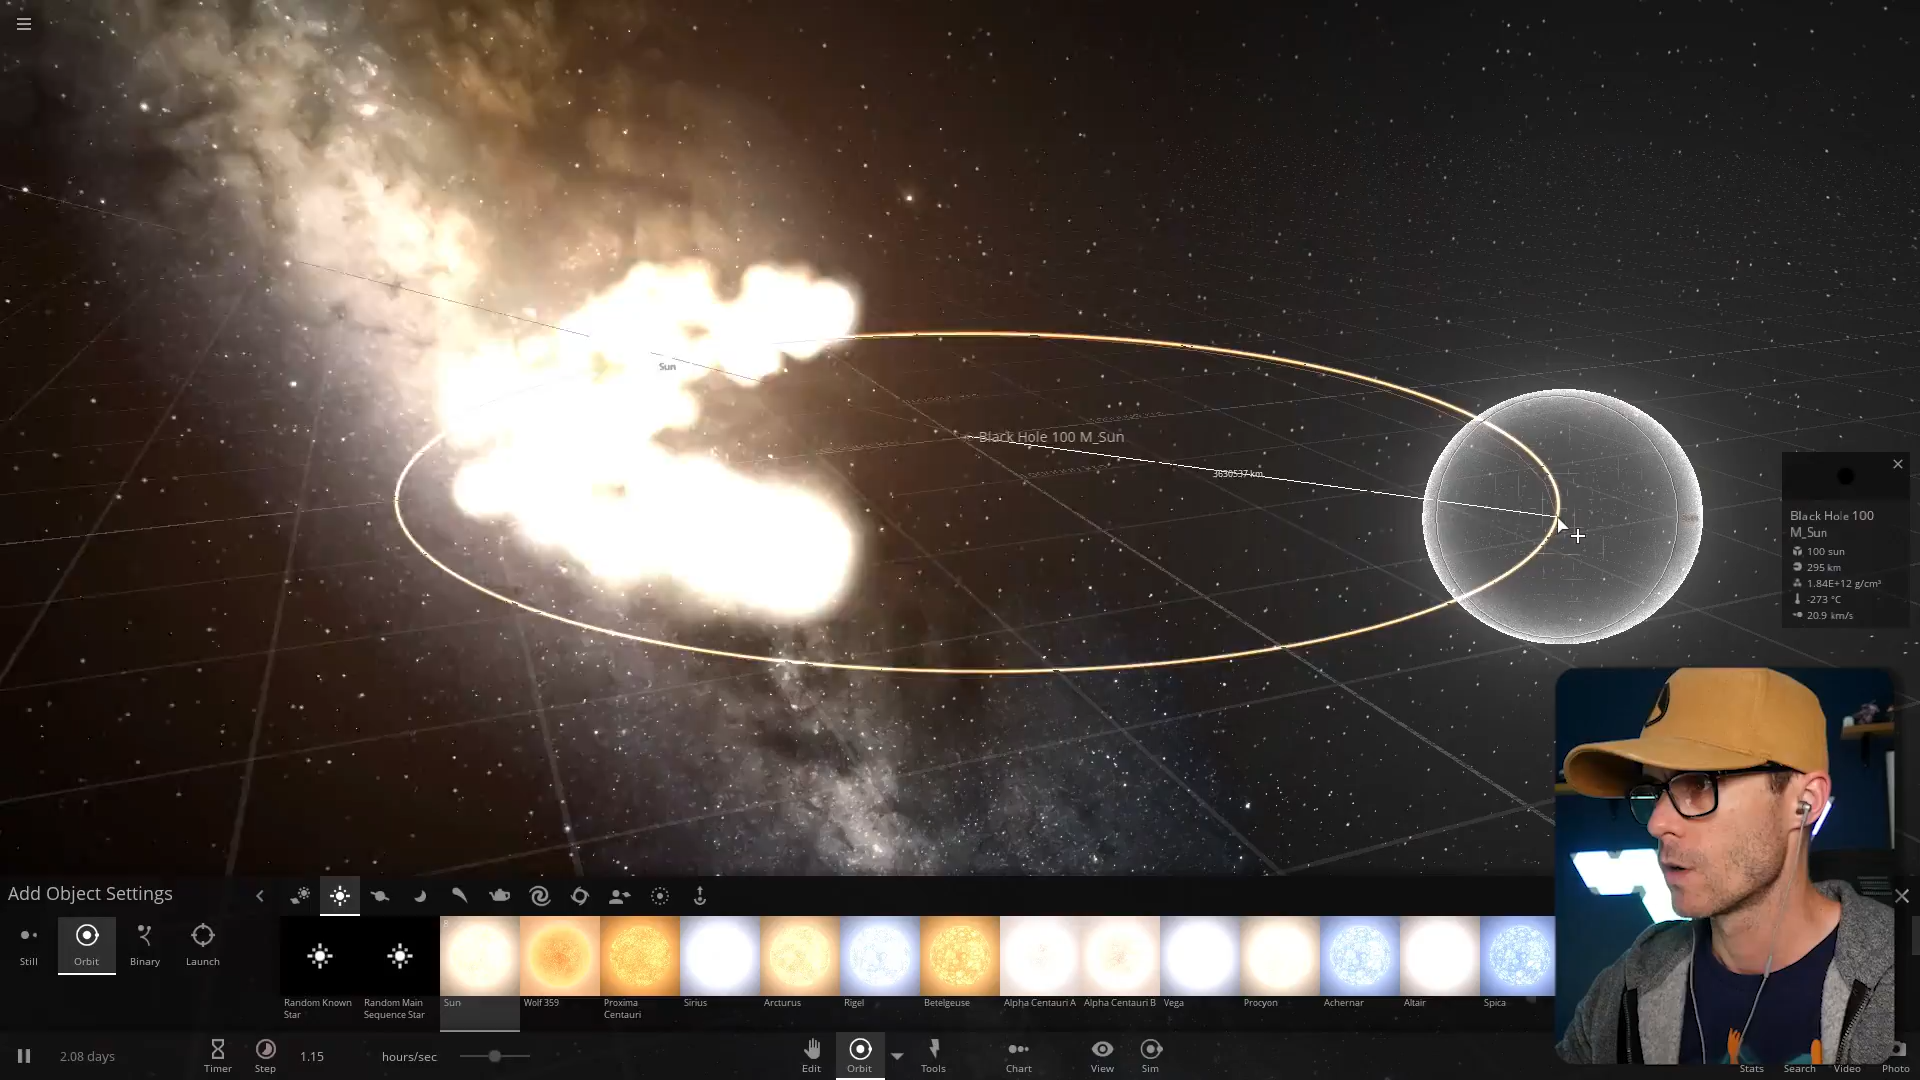 Sun
Black Hole 100 M_Sun
3630537 km
Black Hole 100
M_Sun
100 sun
295 km
1.84E+12 g/cm³
-273 °C
20.9 km/s
Add Object Settings
Still
Orbit
Binary
Launch
Random Known
Star
Random Main
Sequence Star
Sun
Wolf 359
Proxima
Centauri
Sirius
Arcturus
Rigel
Betelgeuse
Alpha Centauri A
Alpha Centauri B
Vega
Procyon
Achernar
Altair
Spica
2.08 days
Timer
Step
1.15
hours/sec
Edit
Orbit
Tools
Chart
View
Sim
Stats
Search
Video
Photo